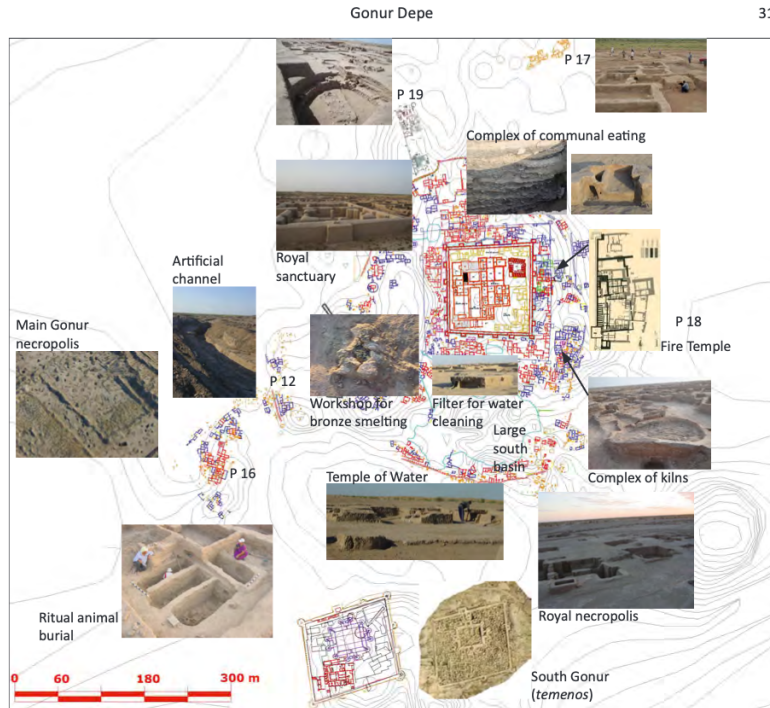 Gonur Depe
31
P 17
P 19
Complex of communal eating
Royal
sanctuary
Artificial
channel
Main Gonur
necropolis
P 18
Fire Temple
P 12
Workshop for
bronze smelting
Filter for water
cleaning
Large
south
basin
Complex of kilns
P 16
Temple of Water
Ritual animal
burial
Royal necropolis
South Gonur
(temenos)
0 60 120 180 300 m